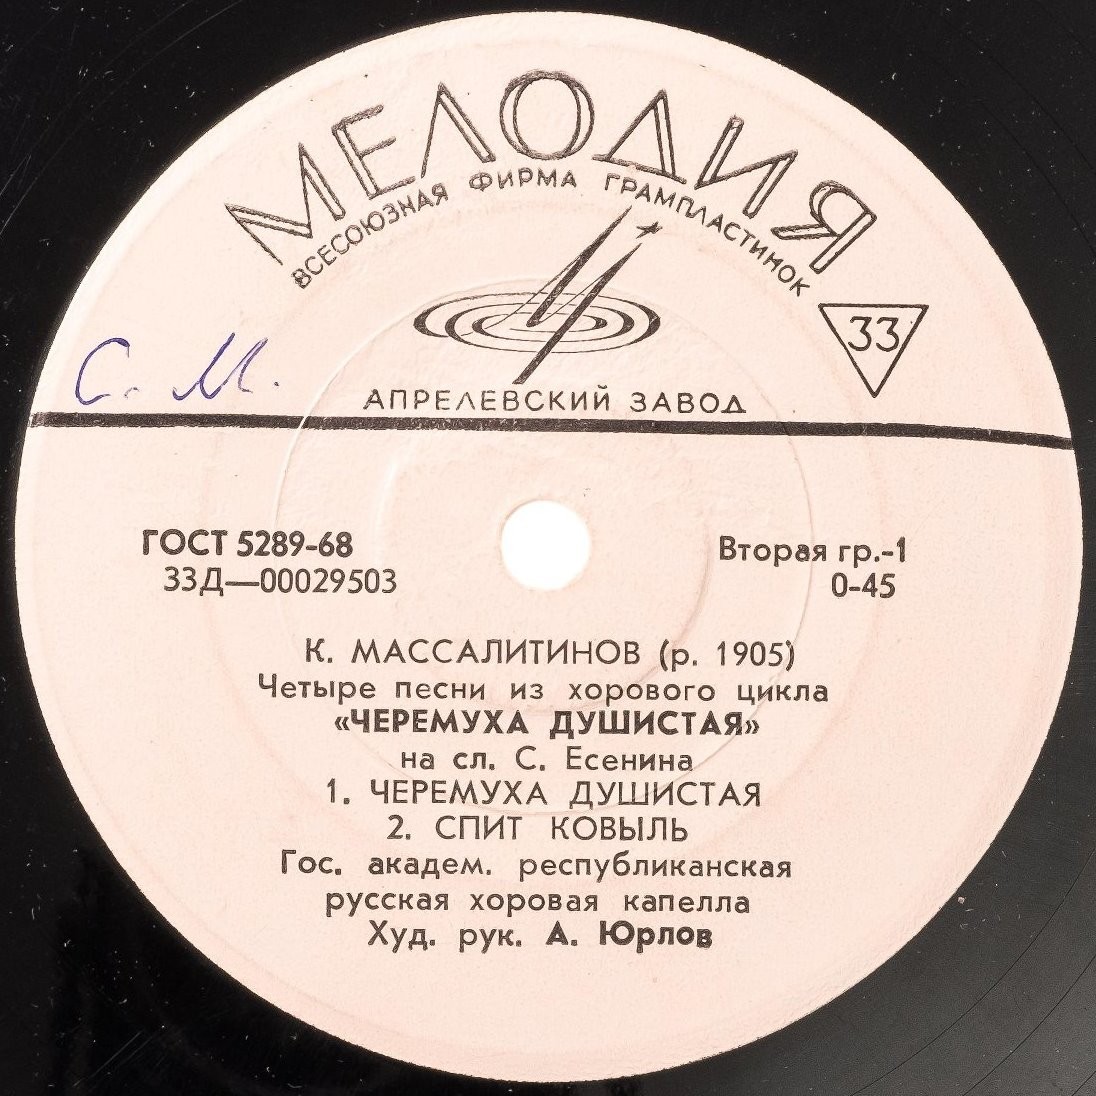 МЕЛОДИЯ
ВСЕСОЮЗНАЯ ФИРМА ГРАМПЛАСТИНОК
33
С. М.
АПРЕЛЕВСКИЙ ЗАВОД
ГОСТ 5289-68
33Д—00029503
Вторая гр.-1
0-45
К. МАССАЛИТИНОВ (р. 1905)
Четыре песни из хорового цикла
«ЧЕРЕМУХА ДУШИСТАЯ»
на сл. С. Есенина
1. ЧЕРЕМУХА ДУШИСТАЯ
2. СПИТ КОВЫЛЬ
Гос. академ. республиканская
русская хоровая капелла
Худ. рук. А. Юрлов